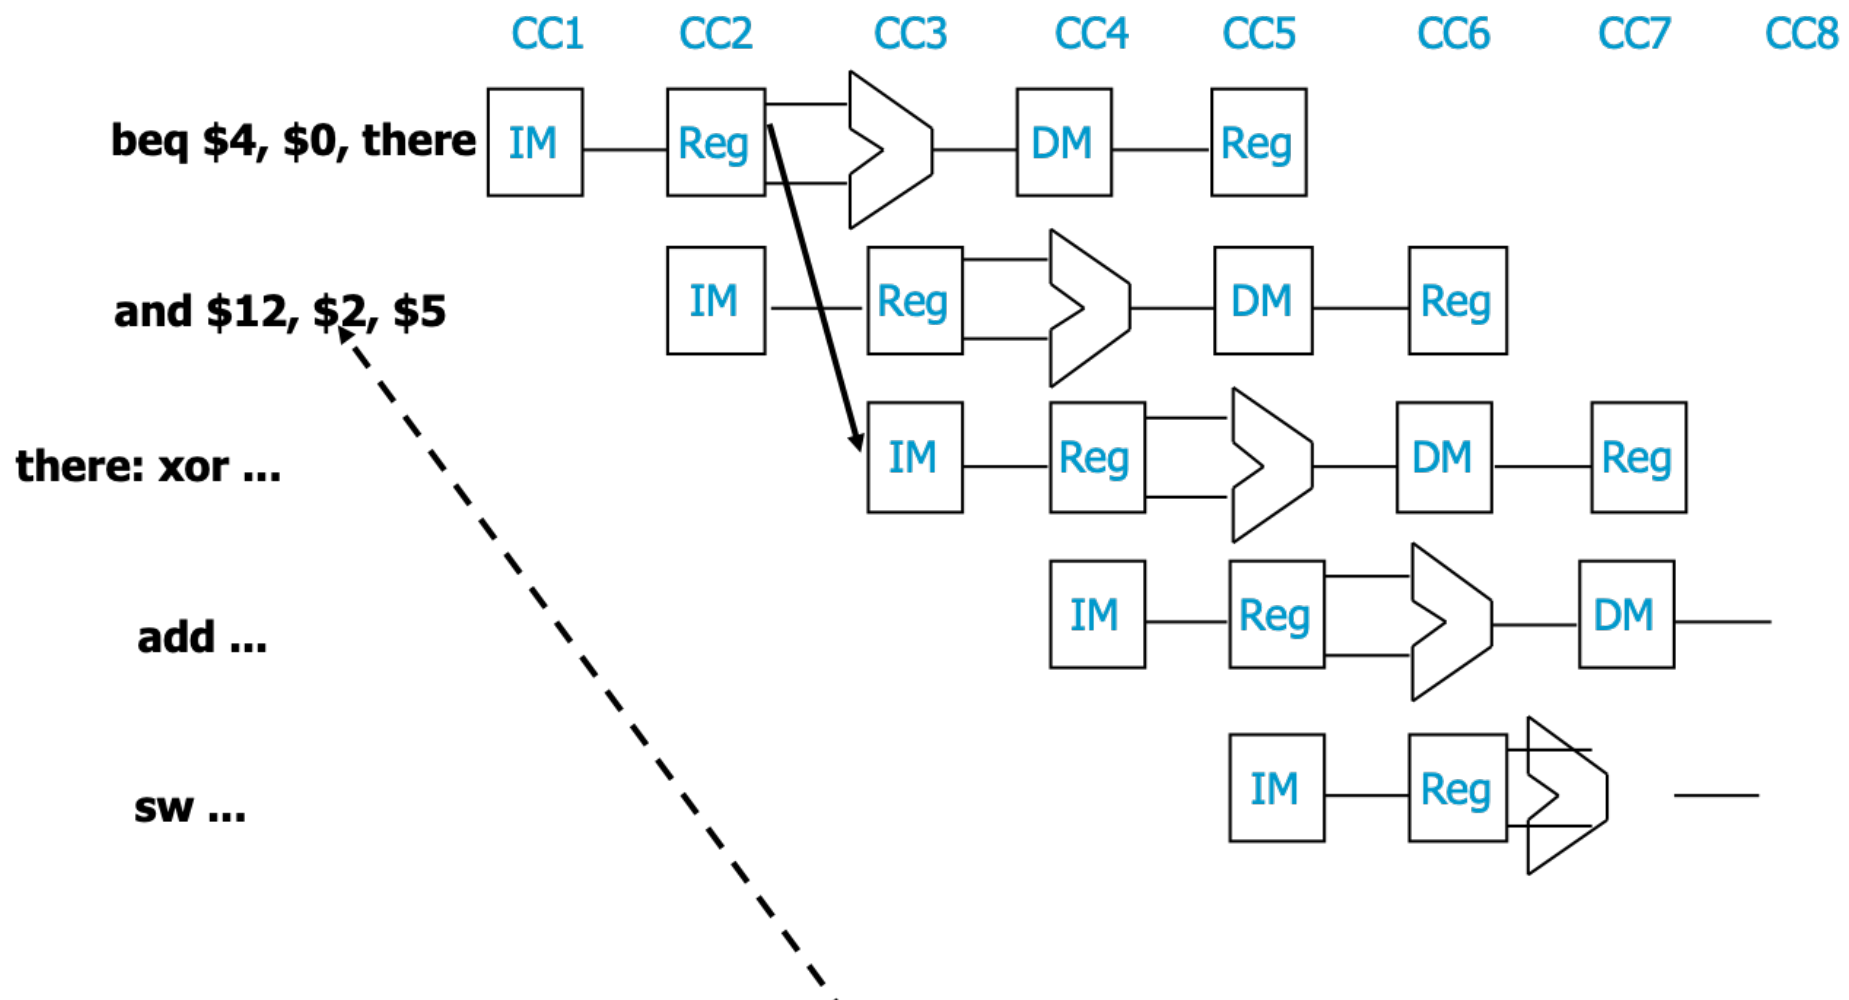 CC1 CC2 CC3 CC4 CC5 CC6 CC7 CC8
beq $4, $0, there IM Reg DM Reg
and $12, $2, $5 IM Reg DM Reg
there: xor ... IM Reg DM Reg
add ... IM Reg DM
sw ... IM Reg